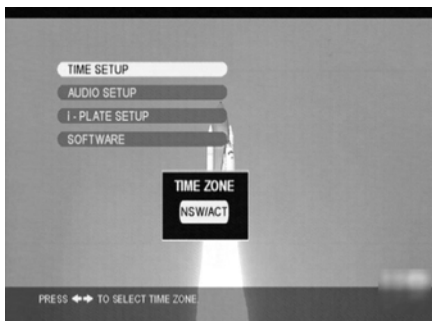 TIME SETUP
AUDIO SETUP
I - PLATE SETUP
SOFTWARE
TIME ZONE
NSW/ACT
PRESS ◄► TO SELECT TIME ZONE.